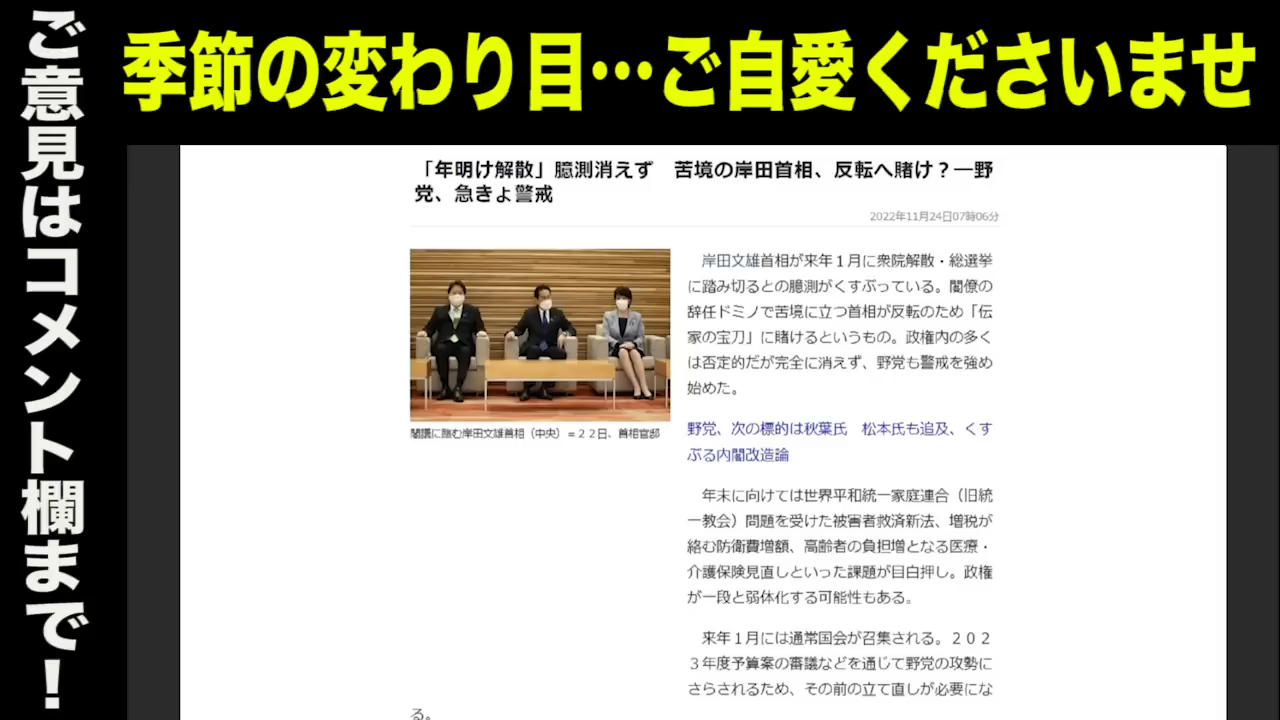 季節の変わり目…ご自愛くださいませ
ご意見はコメント欄まで！
「年明け解散」臆測消えず　苦境の岸田首相、反転へ賭け？―野
党、急きょ警戒
2022年11月24日07時06分
閣議に臨む岸田文雄首相（中央）＝２２日、首相官邸
岸田文雄首相が来年１月に衆院解散・総選挙
に踏み切るとの臆測がくすぶっている。閣僚の
辞任ドミノで苦境に立つ首相が反転のため「伝
家の宝刀」に賭けるというもの。政権内の多く
は否定的だが完全に消えず、野党も警戒を強め
始めた。
野党、次の標的は秋葉氏　松本氏も追及、くす
ぶる内閣改造論
年末に向けては世界平和統一家庭連合（旧統
一教会）問題を受けた被害者救済新法、増税が
絡む防衛費増額、高齢者の負担増となる医療・
介護保険見直しといった課題が目白押し。政権
が一段と弱体化する可能性もある。
来年１月には通常国会が召集される。２０２
３年度予算案の審議などを通じて野党の攻勢に
さらされるため、その前の立て直しが必要にな
る。